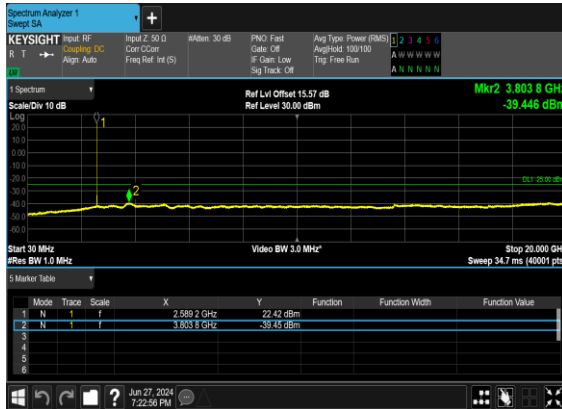 Spectrum Analyzer 1
Swept SA
+
KEYSIGHT Input: RF Input Z: 50 Ω #Atten: 30 dB PNO: Fast Avg Type: Power (RMS) 1 2 3 4 5 6
R T Coupling: DC Corr CCorr Gate: Off Avg|Hold: 100/100 A W W W W W
Align: Auto Freq Ref: Int (S) IF Gain: Low Trig: Free Run
Sig Track: Off A N N N N N
1 Spectrum Ref Lvl Offset 15.57 dB Mkr2 3.803 8 GHz
Scale/Div 10 dB Ref Level 30.00 dBm -39.446 dBm
Log
20.0
10.0
0.00
-10.0
-20.0
-30.0
-40.0
-50.0
-60.0
1
2
DL1 -25.00 dBm
Start 30 MHz Video BW 3.0 MHz* Stop 20.000 GHz
#Res BW 1.0 MHz Sweep 34.7 ms (40001 pts)
5 Marker Table
Mode Trace Scale X Y Function Function Width Function Value
1 N 1 f 2.589 2 GHz 22.42 dBm
2 N 1 f 3.803 8 GHz -39.45 dBm
3
4
5
6
? Jun 27, 2024
7:22:56 PM